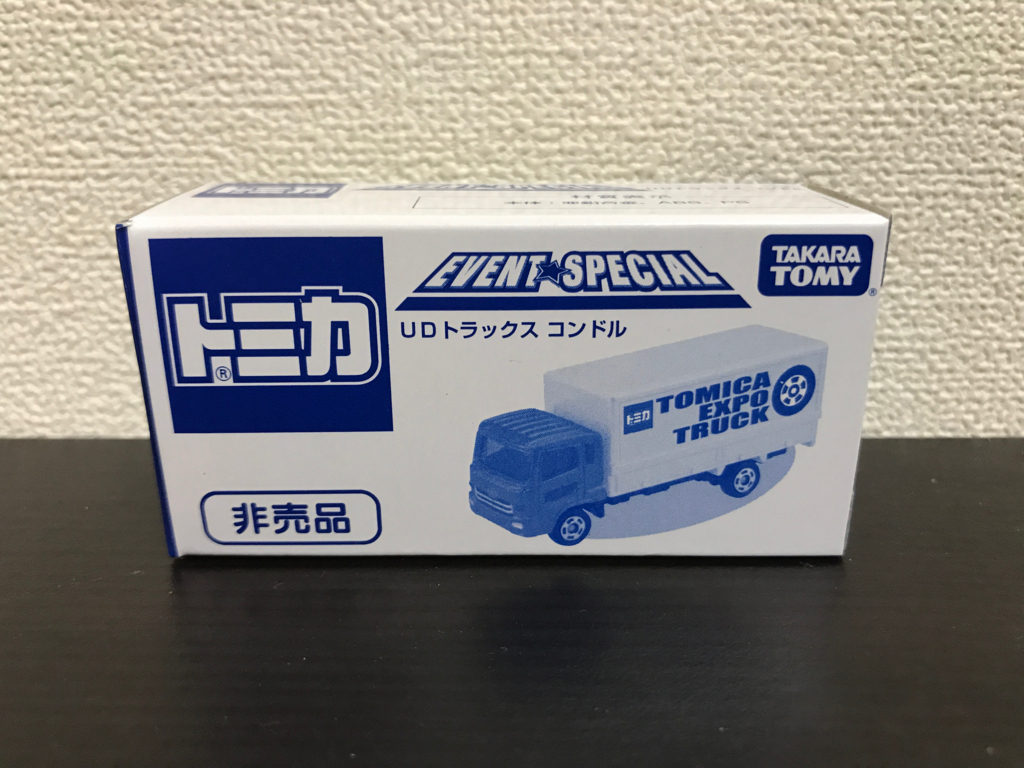 トミカ®
EVENT★SPECIAL
TAKARA
TOMY®
UDトラックス コンドル
トミカ
TOMICA
EXPO
TRUCK
非売品